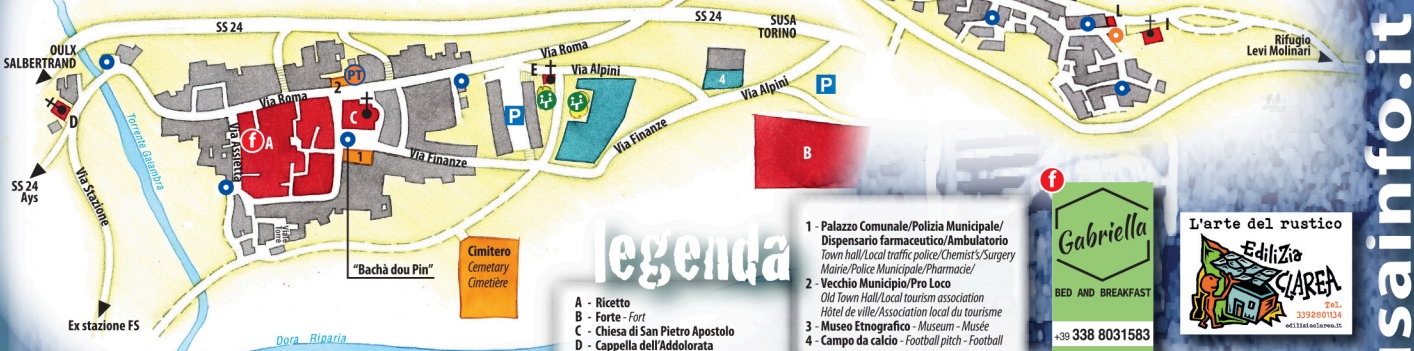 SS 24
SS 24
SUSA
TORINO
OULX
SALBERTRAND
Via Roma
PT
2
E
Via Alpini
4
Via Alpini
P
L
I
Rifugio
Levi Molinari
D
Torrente Galambra
Via Roma
Via Assietta
f A
C
P
1
Via Finanze
Via Finanze
B
SS 24
Ays
Via Stazione
Viale
Torre
"Bachà dou Pin"
Cimitero
Cemetary
Cimetière
Ex stazione FS
Dora Riparia
legenda
A - Ricetto
B - Forte - Fort
C - Chiesa di San Pietro Apostolo
D - Cappella dell'Addolorata
1 - Palazzo Comunale/Polizia Municipale/
Dispensario farmaceutico/Ambulatorio
Town hall/Local traffic police/Chemist's/Surgery
Mairie/Police Municipale/Pharmacie/
2 - Vecchio Municipio/Pro Loco
Old Town Hall/Local tourism association
Hôtel de ville/Association local du tourisme
3 - Museo Etnografico - Museum - Musée
4 - Campo da calcio - Football pitch - Football
f
Gabriella
BED AND BREAKFAST
+39 338 8031583
L'arte del rustico
EdiliZia
CLAREA
Tel.
3392801134
ediliziaclarea.it
sainfo.it